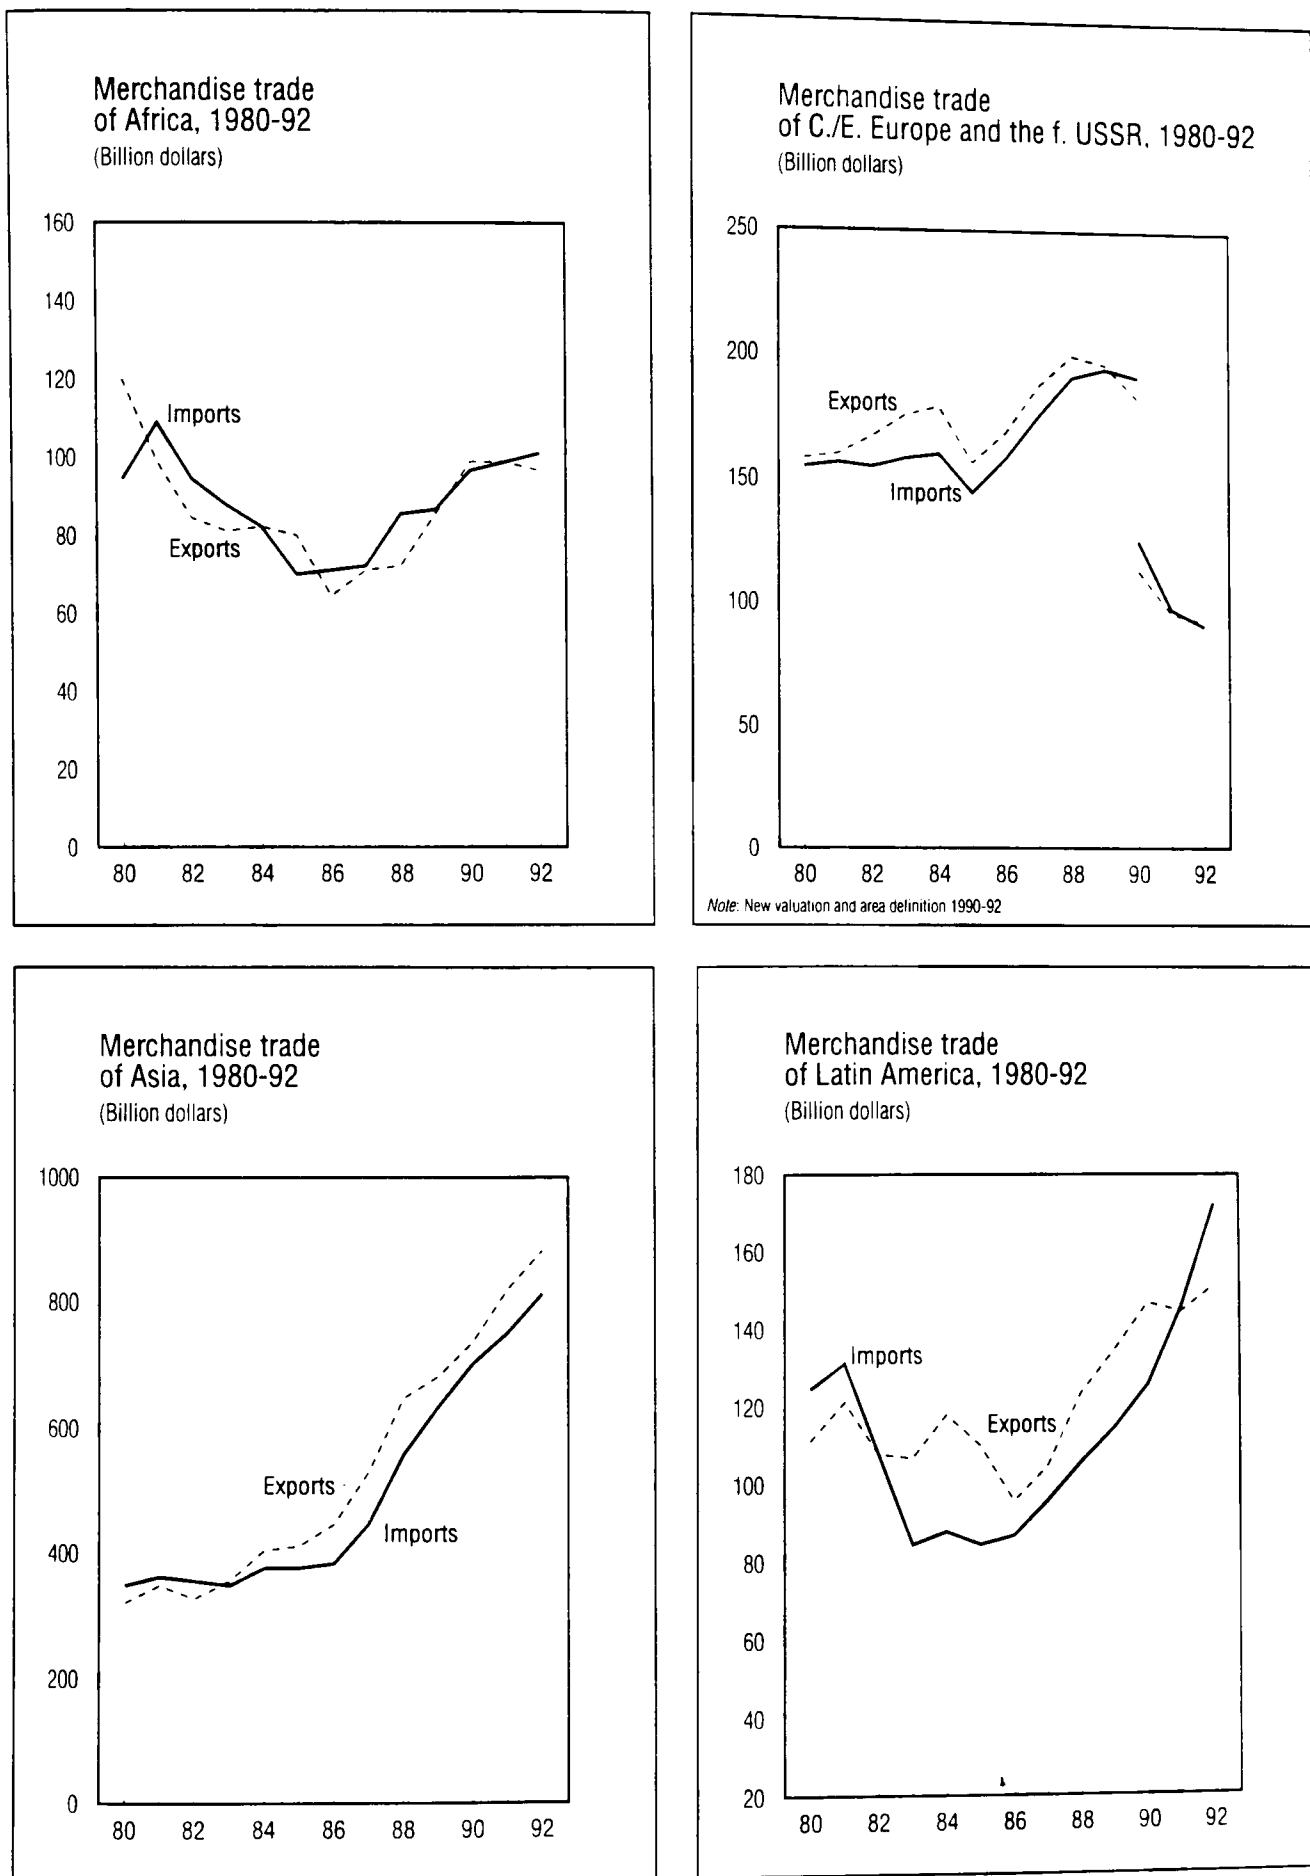 Merchandise trade
of Africa, 1980-92
(Billion dollars)
160
140
120
100
80
60
40
20
0
Imports
Exports
80 82 84 86 88 90 92
Merchandise trade
of C./E. Europe and the f. USSR, 1980-92
(Billion dollars)
250
200
150
100
50
0
Exports
Imports
80 82 84 86 88 90 92
Note: New valuation and area definition 1990-92
Merchandise trade
of Asia, 1980-92
(Billion dollars)
1000
800
600
400
200
0
Exports
Imports
80 82 84 86 88 90 92
Merchandise trade
of Latin America, 1980-92
(Billion dollars)
180
160
140
120
100
80
60
40
20
Imports
Exports
80 82 84 86 88 90 92